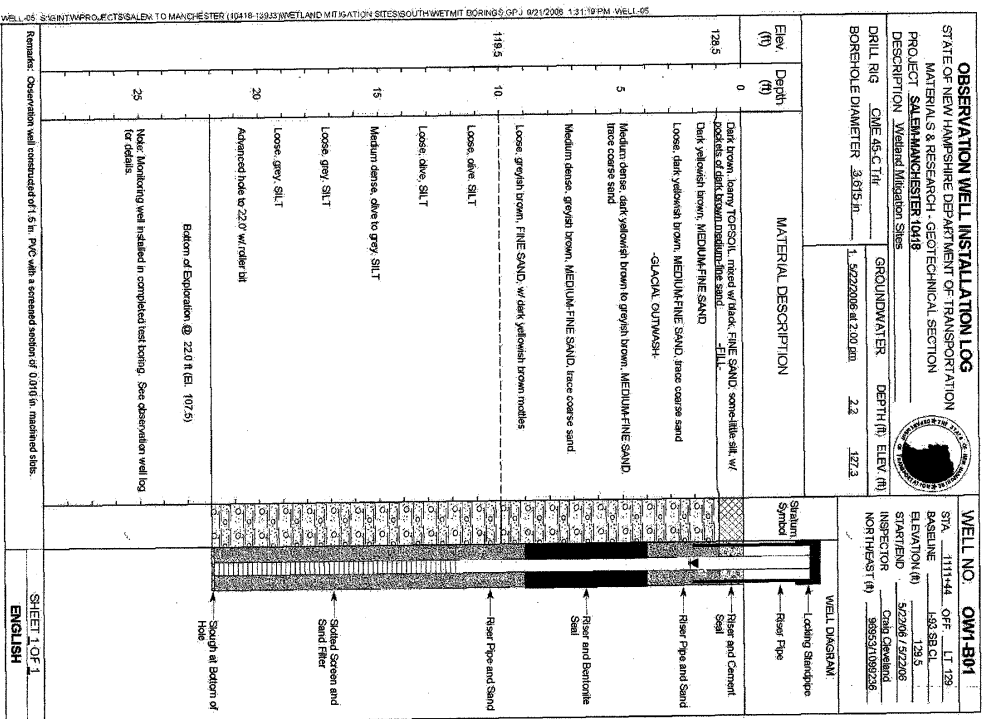 WELL-05 S:\GINTW\PROJECTS\SALEM TO MANCHESTER (10418-13933)\WETLAND MITIGATION SITES\SOUTH\WETMIT BORINGS.GPJ 9/21/2006 1:31:19 PM WELL-05
OBSERVATION WELL INSTALLATION LOG
STATE OF NEW HAMPSHIRE DEPARTMENT OF TRANSPORTATION
MATERIALS & RESEARCH - GEOTECHNICAL SECTION
PROJECT SALEM-MANCHESTER 10418
DESCRIPTION Wetland Mitigation Sites
WELL NO. OW1-B01
STA. 1111+44 OFF. LT 129
BASELINE I-93 SB CL
ELEVATION (ft) 129.5
START/END 5/22/06 / 5/22/06
INSPECTOR Craig Cleveland
NORTH/EAST (ft) 96953/1099236
DRILL RIG CME 45-C Trlr
BOREHOLE DIAMETER 3.615 in
GROUNDWATER DEPTH (ft) ELEV. (ft)
1. 5/22/2006 at 2:00 pm 2.2 127.3
Elev. (ft)
Depth (ft)
MATERIAL DESCRIPTION
Stratum Symbol
WELL DIAGRAM
Locking Standpipe
Riser Pipe
0
Dark brown, loamy TOPSOIL, mixed w/ black, FINE SAND, some-little silt, w/
pockets of dark brown medium-fine sand -FILL-
Riser and Cement Seal
128.5
Dark yellowish brown, MEDIUM-FINE SAND
Loose, dark yellowish brown, MEDIUM-FINE SAND, trace coarse sand
Riser Pipe and Sand
-GLACIAL OUTWASH-
5
Medium dense, dark yellowish brown to greyish brown, MEDIUM-FINE SAND,
trace coarse sand
Riser and Bentonite Seal
Medium dense, greyish brown, MEDIUM-FINE SAND, trace coarse sand
Loose, greyish brown, FINE SAND, w/ dark yellowish brown mottles
119.5
10
Riser Pipe and Sand
Loose, olive, SILT
Loose, olive, SILT
15
Medium dense, olive to grey, SILT
Loose, grey, SILT
Slotted Screen and Sand Filter
Loose, grey, SILT
20
Advanced hole to 22.0' w/ roller bit
Slough at Bottom of Hole
Bottom of Exploration @ 22.0 ft (El. 107.5)
25
Note: Monitoring well installed in completed test boring. See observation well log
for details.
Remarks: Observation well constructed of 1.5 in. PVC with a screened section of 0.010 in. machined slots.
SHEET 1 OF 1
ENGLISH